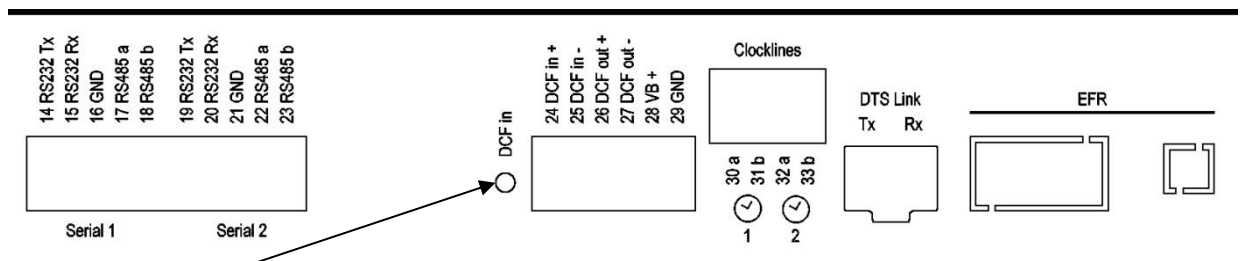 14 RS232 Tx
15 RS232 Rx
16 GND
17 RS485 a
18 RS485 b
19 RS232 Tx
20 RS232 Rx
21 GND
22 RS485 a
23 RS485 b
Serial 1
Serial 2
DCF in
24 DCF in +
25 DCF in -
26 DCF out +
27 DCF out -
28 VB +
29 GND
Clocklines
30 a
31 b
32 a
33 b
1
2
DTS Link
Tx Rx
EFR